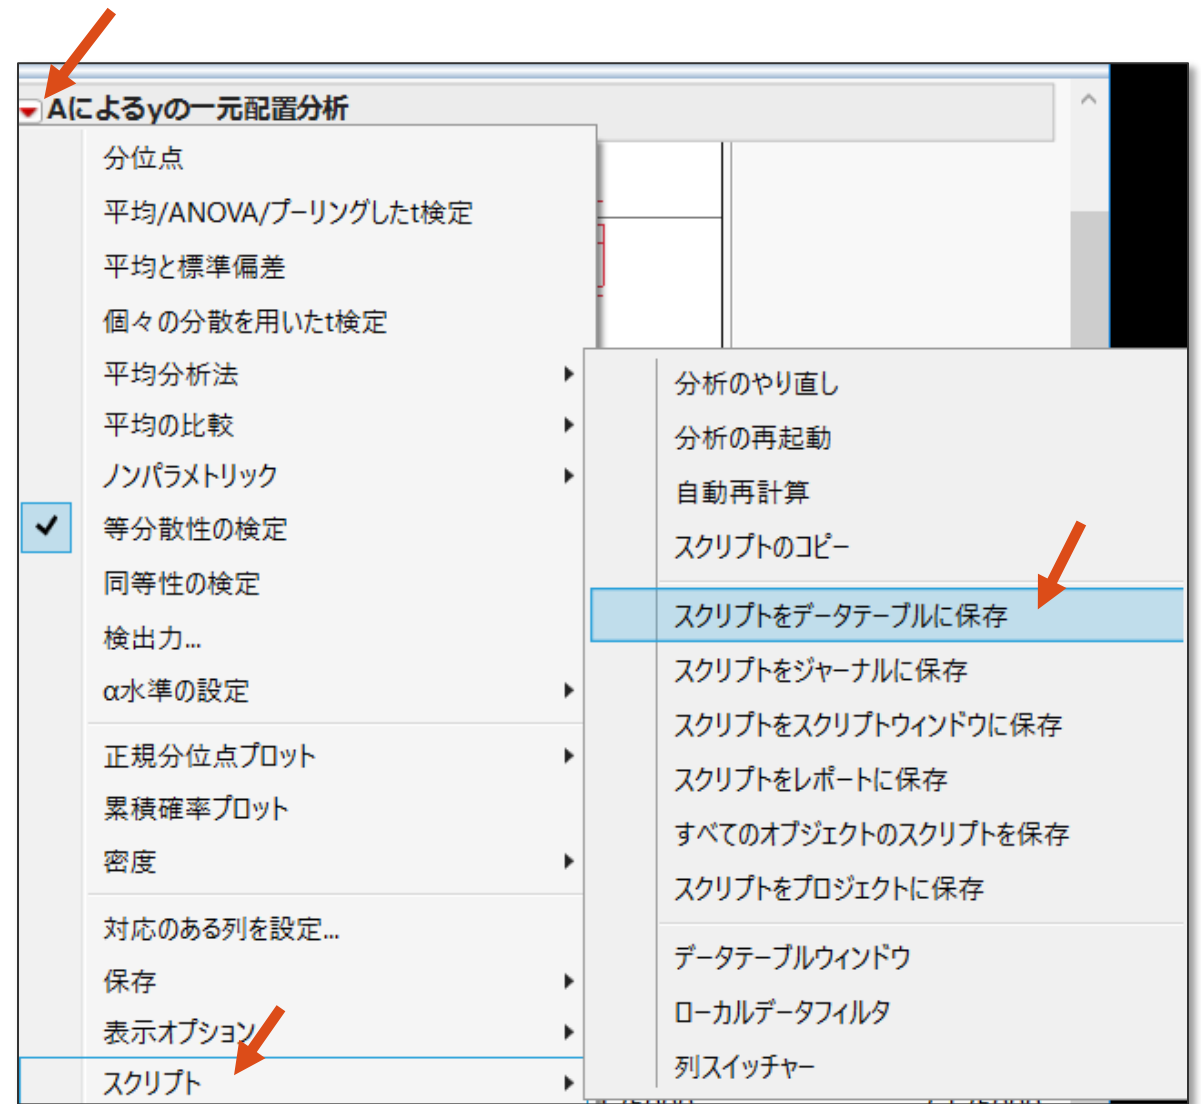 Aによるyの一元配置分析
分位点
平均/ANOVA/プーリングしたt検定
平均と標準偏差
個々の分散を用いたt検定
平均分析法
平均の比較
ノンパラメトリック
等分散性の検定
同等性の検定
検出力...
α水準の設定
正規分位点プロット
累積確率プロット
密度
対応のある列を設定...
保存
表示オプション
スクリプト
分析のやり直し
分析の再起動
自動再計算
スクリプトのコピー
スクリプトをデータテーブルに保存
スクリプトをジャーナルに保存
スクリプトをスクリプトウィンドウに保存
スクリプトをレポートに保存
すべてのオブジェクトのスクリプトを保存
スクリプトをプロジェクトに保存
データテーブルウィンドウ
ローカルデータフィルタ
列スイッチャー